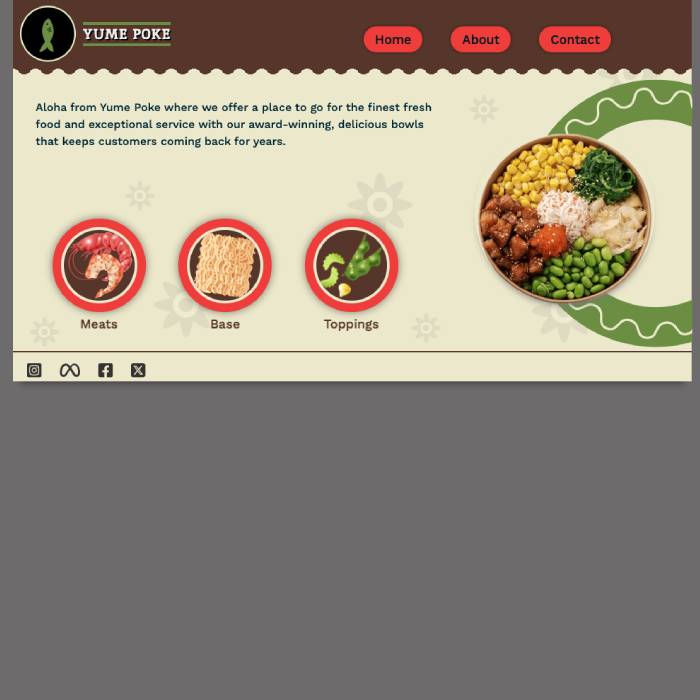 YUME POKE
Home
About
Contact
Aloha from Yume Poke where we offer a place to go for the finest fresh
food and exceptional service with our award-winning, delicious bowls
that keeps customers coming back for years.
Meats
Base
Toppings